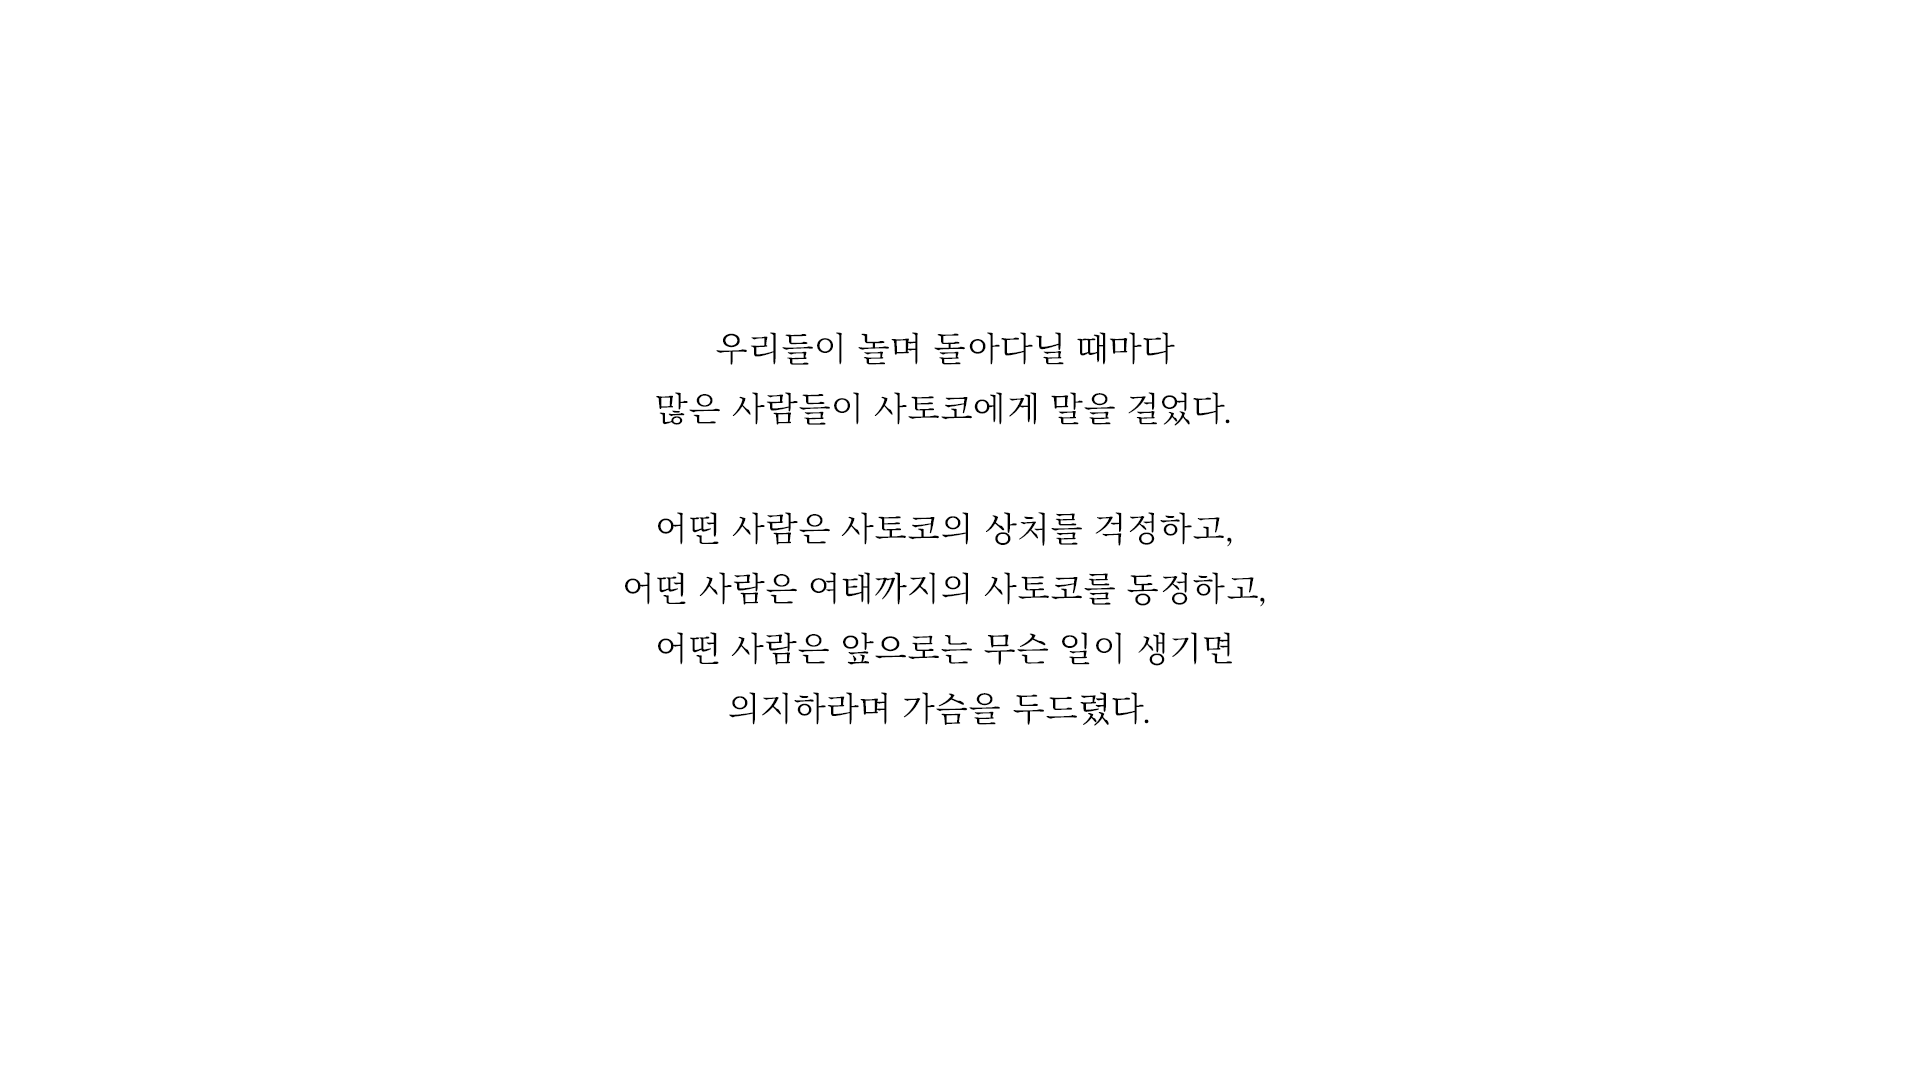 우리들이 놀며 돌아다닐 때마다
많은 사람들이 사토코에게 말을 걸었다.
어떤 사람은 사토코의 상처를 걱정하고,
어떤 사람은 여태까지의 사토코를 동정하고,
어떤 사람은 앞으로는 무슨 일이 생기면
의지하라며 가슴을 두드렸다.